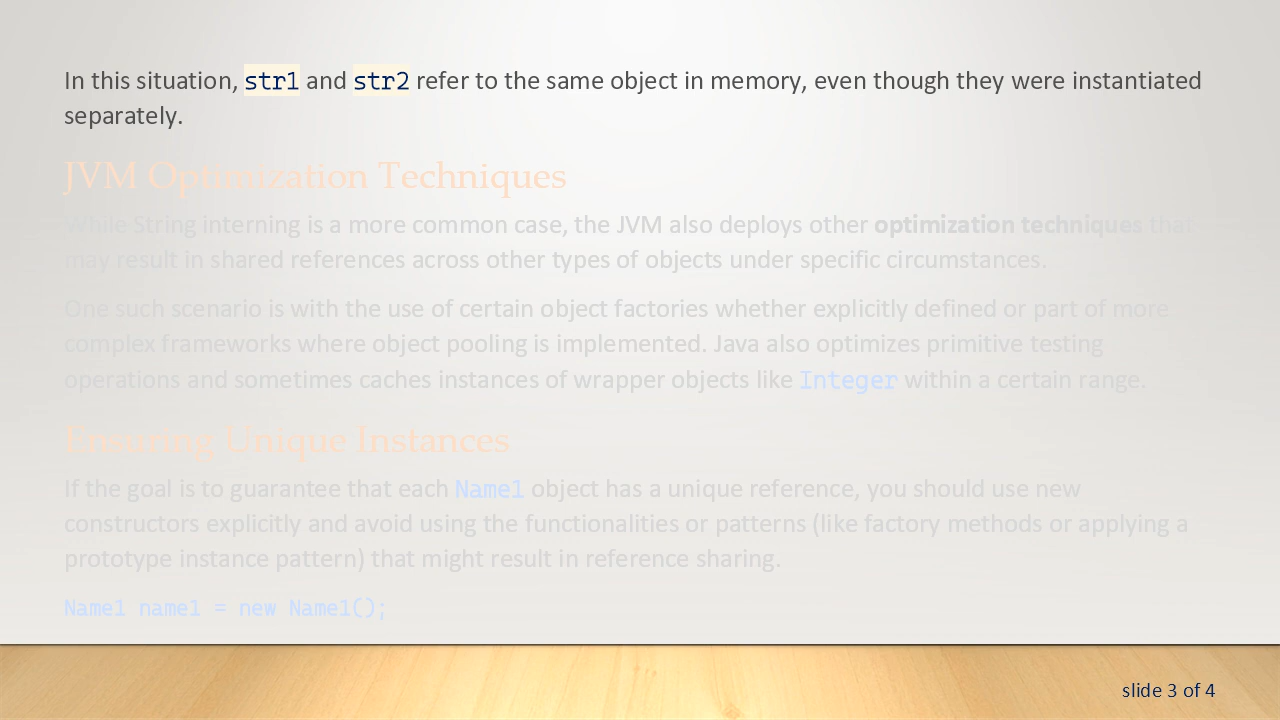 In this situation, str1 and str2 refer to the same object in memory, even though they were instantiated
separately.
JVM Optimization Techniques
While String interning is a more common case, the JVM also deploys other optimization techniques that
may result in shared references across other types of objects under specific circumstances.
One such scenario is with the use of certain object factories whether explicitly defined or part of more
complex frameworks where object pooling is implemented. Java also optimizes primitive testing
operations and sometimes caches instances of wrapper objects like Integer within a certain range.
Ensuring Unique Instances
If the goal is to guarantee that each Name1 object has a unique reference, you should use new
constructors explicitly and avoid using the functionalities or patterns (like factory methods or applying a
prototype instance pattern) that might result in reference sharing.
Name1 name1 = new Name1();
slide 3 of 4